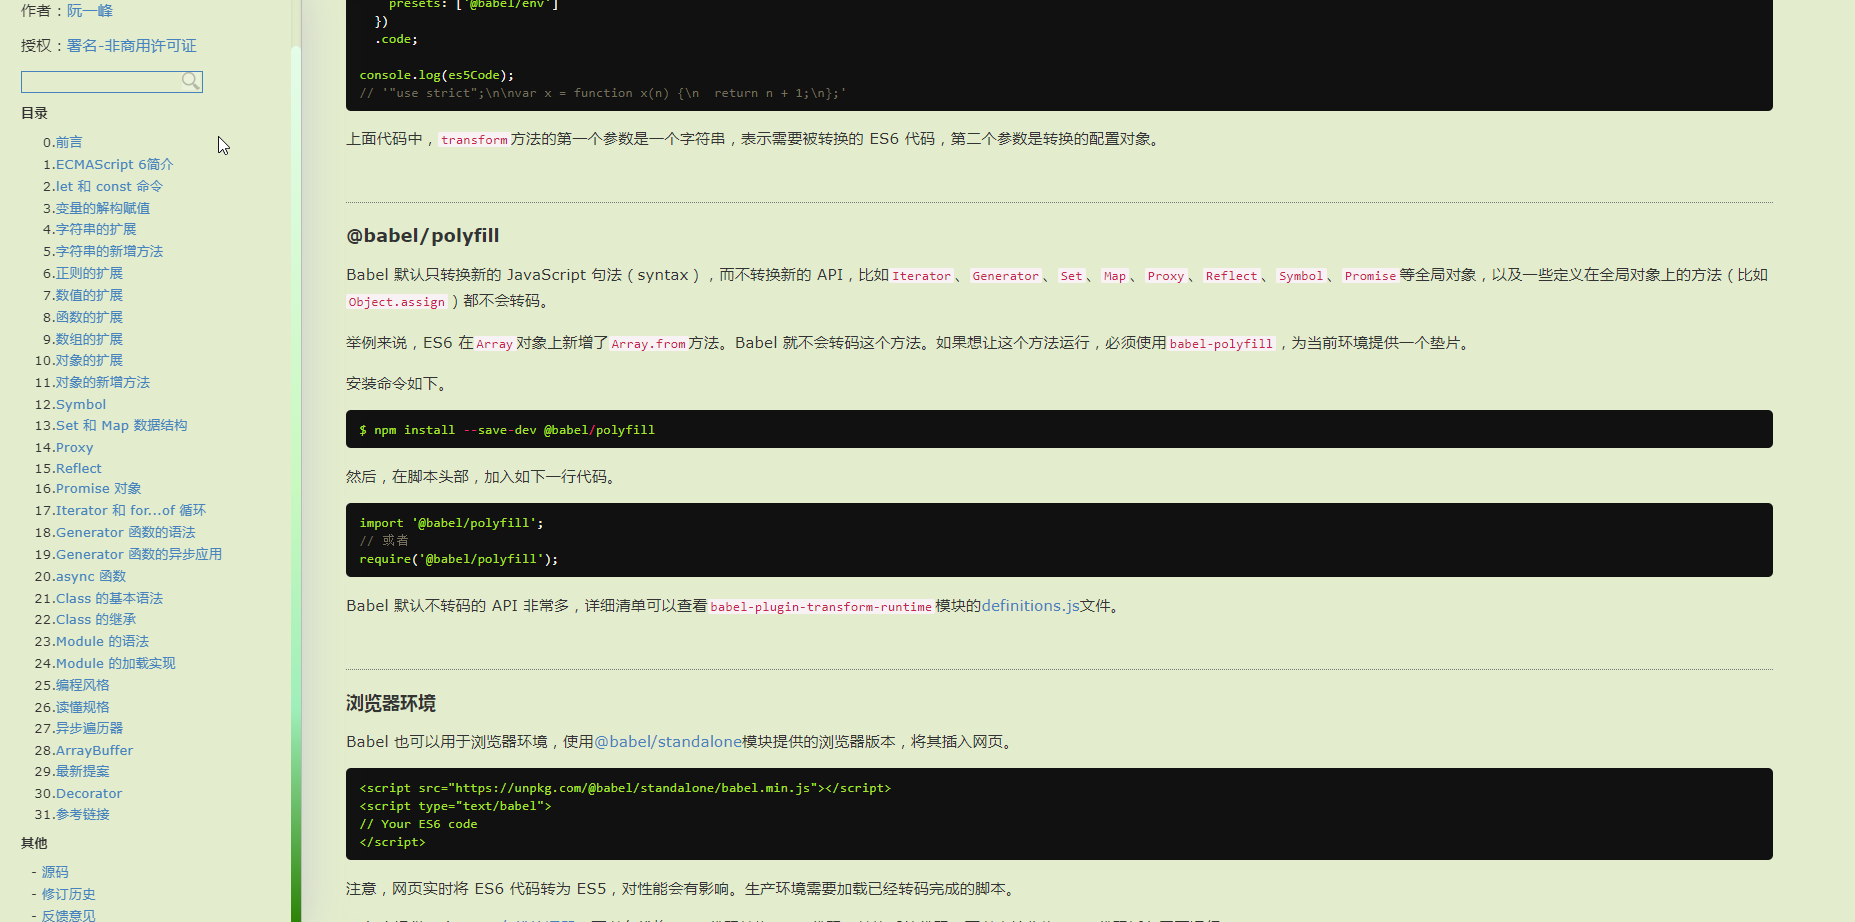 作者：阮一峰
授权：署名-非商用许可证
目录
0.前言
1.ECMAScript 6简介
2.let 和 const 命令
3.变量的解构赋值
4.字符串的扩展
5.字符串的新增方法
6.正则的扩展
7.数值的扩展
8.函数的扩展
9.数组的扩展
10.对象的扩展
11.对象的新增方法
12.Symbol
13.Set 和 Map 数据结构
14.Proxy
15.Reflect
16.Promise 对象
17.Iterator 和 for...of 循环
18.Generator 函数的语法
19.Generator 函数的异步应用
20.async 函数
21.Class 的基本语法
22.Class 的继承
23.Module 的语法
24.Module 的加载实现
25.编程风格
26.读懂规格
27.异步遍历器
28.ArrayBuffer
29.最新提案
30.Decorator
31.参考链接
其他
- 源码
- 修订历史
- 反馈意见
presets: ['@babel/env']
})
.code;
console.log(es5Code);
// '"use strict";\n\nvar x = function x(n) {\n  return n + 1;\n};'
上面代码中，transform方法的第一个参数是一个字符串，表示需要被转换的 ES6 代码，第二个参数是转换的配置对象。
@babel/polyfill
Babel 默认只转换新的 JavaScript 句法（syntax），而不转换新的 API，比如Iterator、Generator、Set、Map、Proxy、Reflect、Symbol、Promise等全局对象，以及一些定义在全局对象上的方法（比如
Object.assign）都不会转码。
举例来说，ES6 在Array对象上新增了Array.from方法。Babel 就不会转码这个方法。如果想让这个方法运行，必须使用babel-polyfill，为当前环境提供一个垫片。
安装命令如下。
$ npm install --save-dev @babel/polyfill
然后，在脚本头部，加入如下一行代码。
import '@babel/polyfill';
// 或者
require('@babel/polyfill');
Babel 默认不转码的 API 非常多，详细清单可以查看babel-plugin-transform-runtime模块的definitions.js文件。
浏览器环境
Babel 也可以用于浏览器环境，使用@babel/standalone模块提供的浏览器版本，将其插入网页。
<script src="https://unpkg.com/@babel/standalone/babel.min.js"></script>
<script type="text/babel">
// Your ES6 code
</script>
注意，网页实时将 ES6 代码转为 ES5，对性能会有影响。生产环境需要加载已经转码完成的脚本。